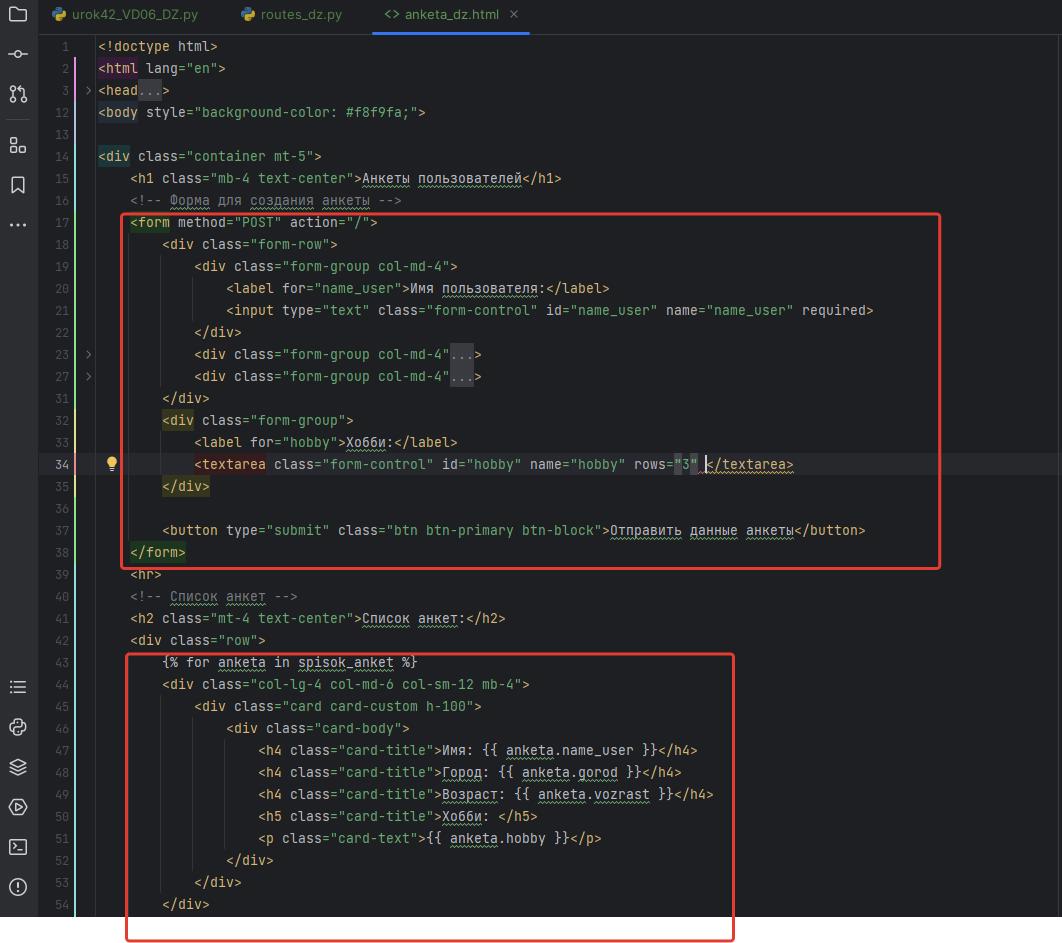 urok42_VD06_DZ.py routes_dz.py <> anketa_dz.html ×
1 <!doctype html>
2 <html lang="en">
3 <head...>
12 <body style="background-color: #f8f9fa;">
13
14 <div class="container mt-5">
15 <h1 class="mb-4 text-center">Анкеты пользователей</h1>
16 <!-- Форма для создания анкеты -->
17 <form method="POST" action="/">
18 <div class="form-row">
19 <div class="form-group col-md-4">
20 <label for="name_user">Имя пользователя:</label>
21 <input type="text" class="form-control" id="name_user" name="name_user" required>
22 </div>
23 <div class="form-group col-md-4"...>
27 <div class="form-group col-md-4"...>
31 </div>
32 <div class="form-group">
33 <label for="hobby">Хобби:</label>
34 <textarea class="form-control" id="hobby" name="hobby" rows="3" </textarea>
35 </div>
36
37 <button type="submit" class="btn btn-primary btn-block">Отправить данные анкеты</button>
38 </form>
39 <hr>
40 <!-- Список анкет -->
41 <h2 class="mt-4 text-center">Список анкет:</h2>
42 <div class="row">
43 {% for anketa in spisok_anket %}
44 <div class="col-lg-4 col-md-6 col-sm-12 mb-4">
45 <div class="card card-custom h-100">
46 <div class="card-body">
47 <h4 class="card-title">Имя: {{ anketa.name_user }}</h4>
48 <h4 class="card-title">Город: {{ anketa.gorod }}</h4>
49 <h4 class="card-title">Возраст: {{ anketa.vozrast }}</h4>
50 <h5 class="card-title">Хобби: </h5>
51 <p class="card-text">{{ anketa.hobby }}</p>
52 </div>
53 </div>
54 </div>